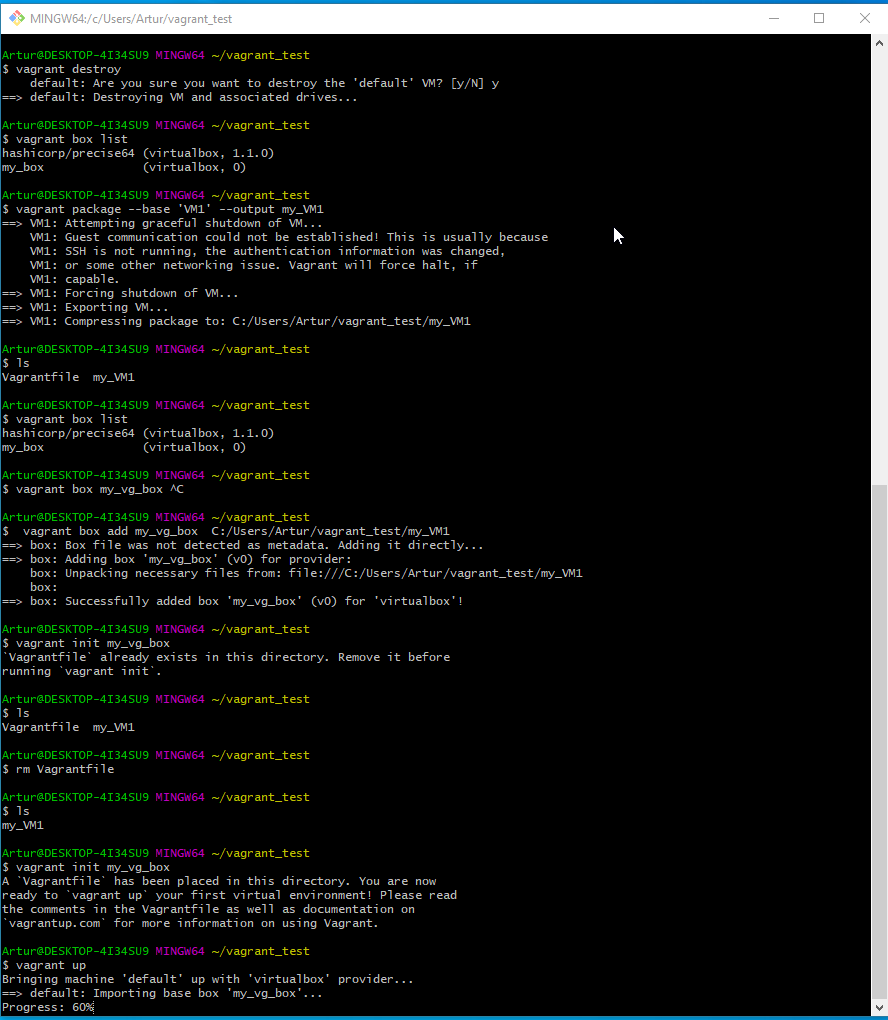 MINGW64:/c/Users/Artur/vagrant_test
Artur@DESKTOP-4I34SU9 MINGW64 ~/vagrant_test
$ vagrant destroy
    default: Are you sure you want to destroy the 'default' VM? [y/N] y
==> default: Destroying VM and associated drives...
Artur@DESKTOP-4I34SU9 MINGW64 ~/vagrant_test
$ vagrant box list
hashicorp/precise64 (virtualbox, 1.1.0)
my_box              (virtualbox, 0)
Artur@DESKTOP-4I34SU9 MINGW64 ~/vagrant_test
$ vagrant package --base 'VM1' --output my_VM1
==> VM1: Attempting graceful shutdown of VM...
    VM1: Guest communication could not be established! This is usually because
    VM1: SSH is not running, the authentication information was changed,
    VM1: or some other networking issue. Vagrant will force halt, if
    VM1: capable.
==> VM1: Forcing shutdown of VM...
==> VM1: Exporting VM...
==> VM1: Compressing package to: C:/Users/Artur/vagrant_test/my_VM1
Artur@DESKTOP-4I34SU9 MINGW64 ~/vagrant_test
$ ls
Vagrantfile  my_VM1
Artur@DESKTOP-4I34SU9 MINGW64 ~/vagrant_test
$ vagrant box list
hashicorp/precise64 (virtualbox, 1.1.0)
my_box              (virtualbox, 0)
Artur@DESKTOP-4I34SU9 MINGW64 ~/vagrant_test
$ vagrant box my_vg_box ^C
Artur@DESKTOP-4I34SU9 MINGW64 ~/vagrant_test
$  vagrant box add my_vg_box  C:/Users/Artur/vagrant_test/my_VM1
==> box: Box file was not detected as metadata. Adding it directly...
==> box: Adding box 'my_vg_box' (v0) for provider:
    box: Unpacking necessary files from: file:///C:/Users/Artur/vagrant_test/my_VM1
    box:
==> box: Successfully added box 'my_vg_box' (v0) for 'virtualbox'!
Artur@DESKTOP-4I34SU9 MINGW64 ~/vagrant_test
$ vagrant init my_vg_box
`Vagrantfile` already exists in this directory. Remove it before
running `vagrant init`.
Artur@DESKTOP-4I34SU9 MINGW64 ~/vagrant_test
$ ls
Vagrantfile  my_VM1
Artur@DESKTOP-4I34SU9 MINGW64 ~/vagrant_test
$ rm Vagrantfile
Artur@DESKTOP-4I34SU9 MINGW64 ~/vagrant_test
$ ls
my_VM1
Artur@DESKTOP-4I34SU9 MINGW64 ~/vagrant_test
$ vagrant init my_vg_box
A `Vagrantfile` has been placed in this directory. You are now
ready to `vagrant up` your first virtual environment! Please read
the comments in the Vagrantfile as well as documentation on
`vagrantup.com` for more information on using Vagrant.
Artur@DESKTOP-4I34SU9 MINGW64 ~/vagrant_test
$ vagrant up
Bringing machine 'default' up with 'virtualbox' provider...
==> default: Importing base box 'my_vg_box'...
Progress: 60%